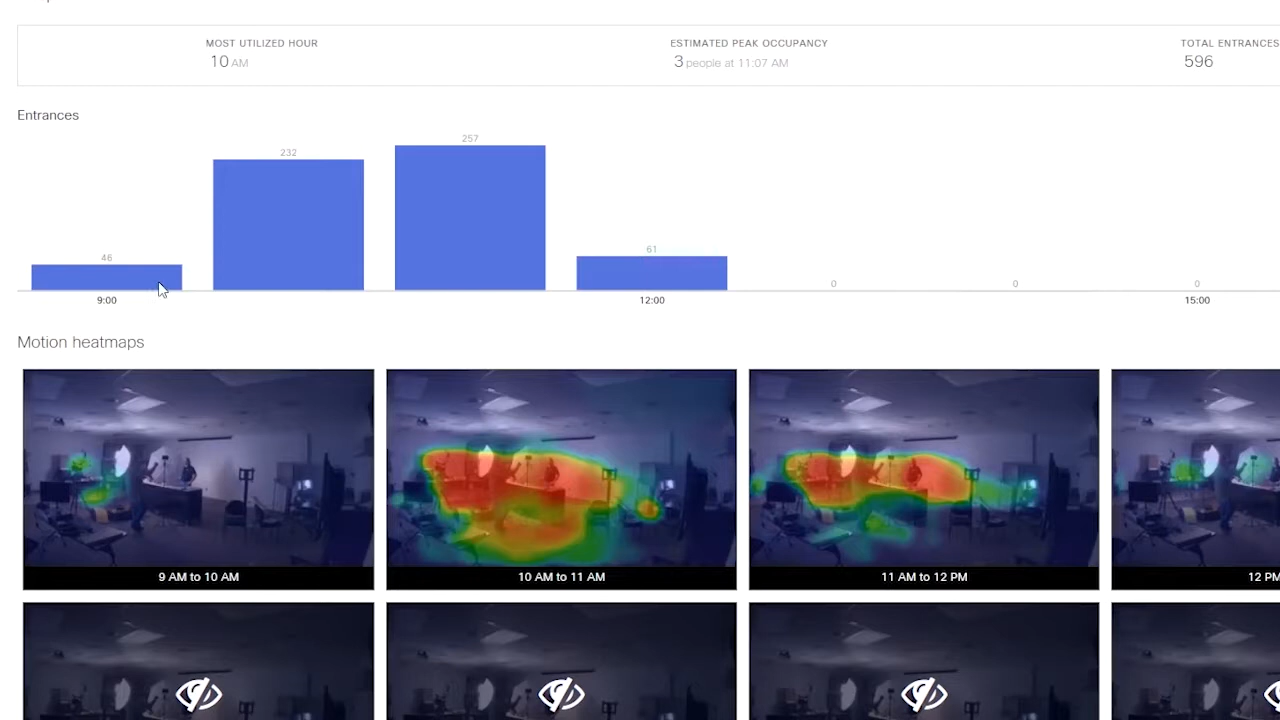 MOST UTILIZED HOUR
10 AM
ESTIMATED PEAK OCCUPANCY
3 people at 11:07 AM
TOTAL ENTRANCES
596
Entrances
46
232
257
61
0
0
0
9:00
12:00
15:00
Motion heatmaps
9 AM to 10 AM
10 AM to 11 AM
11 AM to 12 PM
12 PM